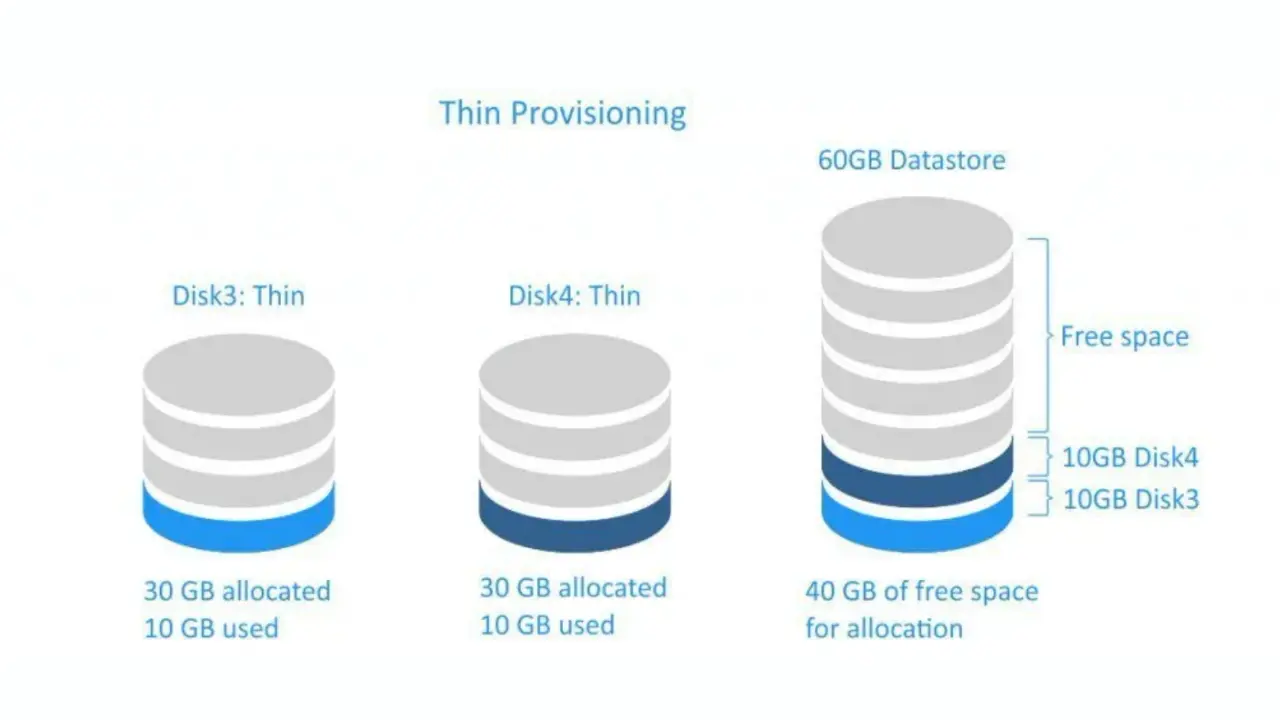 Thin Provisioning
60GB Datastore
Disk3: Thin
Disk4: Thin
Free space
10GB Disk4
10GB Disk3
30 GB allocated
10 GB used
30 GB allocated
10 GB used
40 GB of free space
for allocation